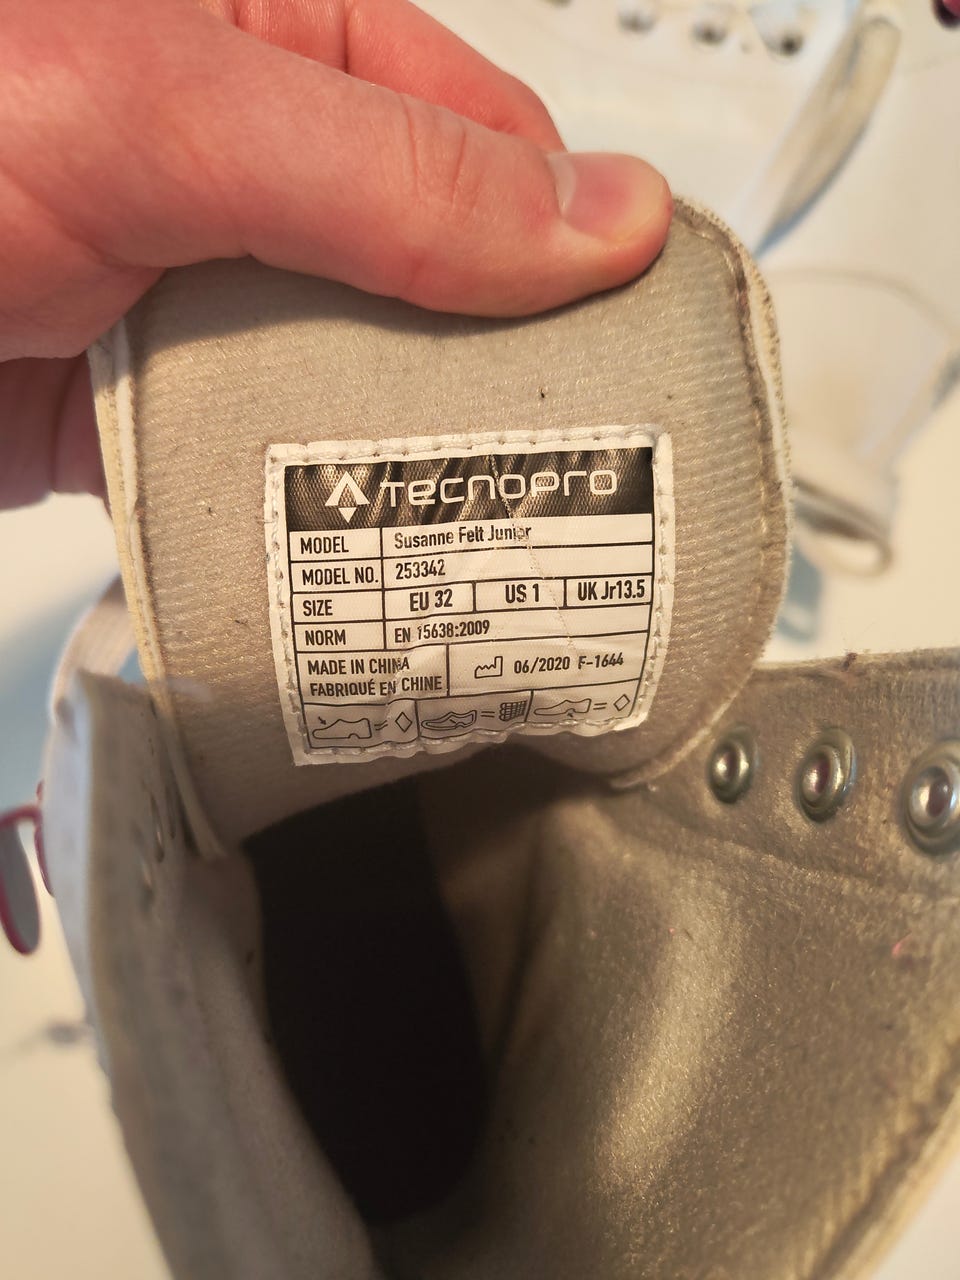 TECNOPRO
MODEL Susanne Felt Junior
MODEL NO. 253342
SIZE EU 32 US 1 UK Jr13.5
NORM EN 15638:2009
MADE IN CHINA
FABRIQUÉ EN CHINE
06/2020 F-1644
= =  =